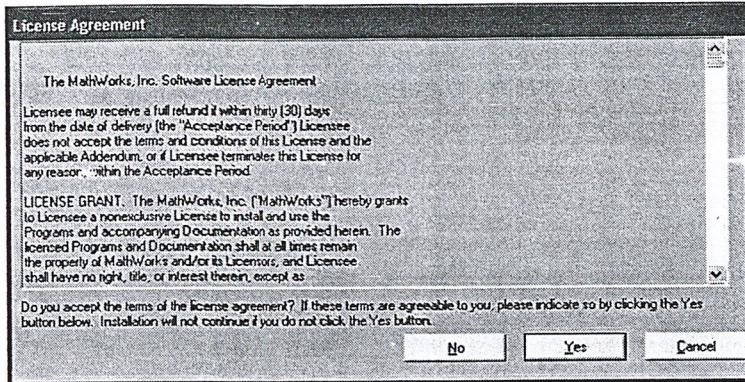 License Agreement
The MathWorks, Inc. Software License Agreement
Licensee may receive a full refund if within thirty (30) days
from the date of delivery (the "Acceptance Period") Licensee
does not accept the terms and conditions of this License and the
applicable Addendum, or if Licensee terminates this License for
any reason, within the Acceptance Period.
LICENSE GRANT. The MathWorks, Inc. ("MathWorks") hereby grants
to Licensee a nonexclusive License to install and use the
Programs and accompanying Documentation as provided herein. The
licenced Programs and Documentation shall at all times remain
the property of MathWorks and/or its Licensors, and Licensee
shall have no right, title, or interest therein, except as
Do you accept the terms of the license agreement? If these terms are agreeable to you, please indicate so by clicking the Yes
button below. Installation will not continue if you do not click the Yes button.
No Yes Cancel